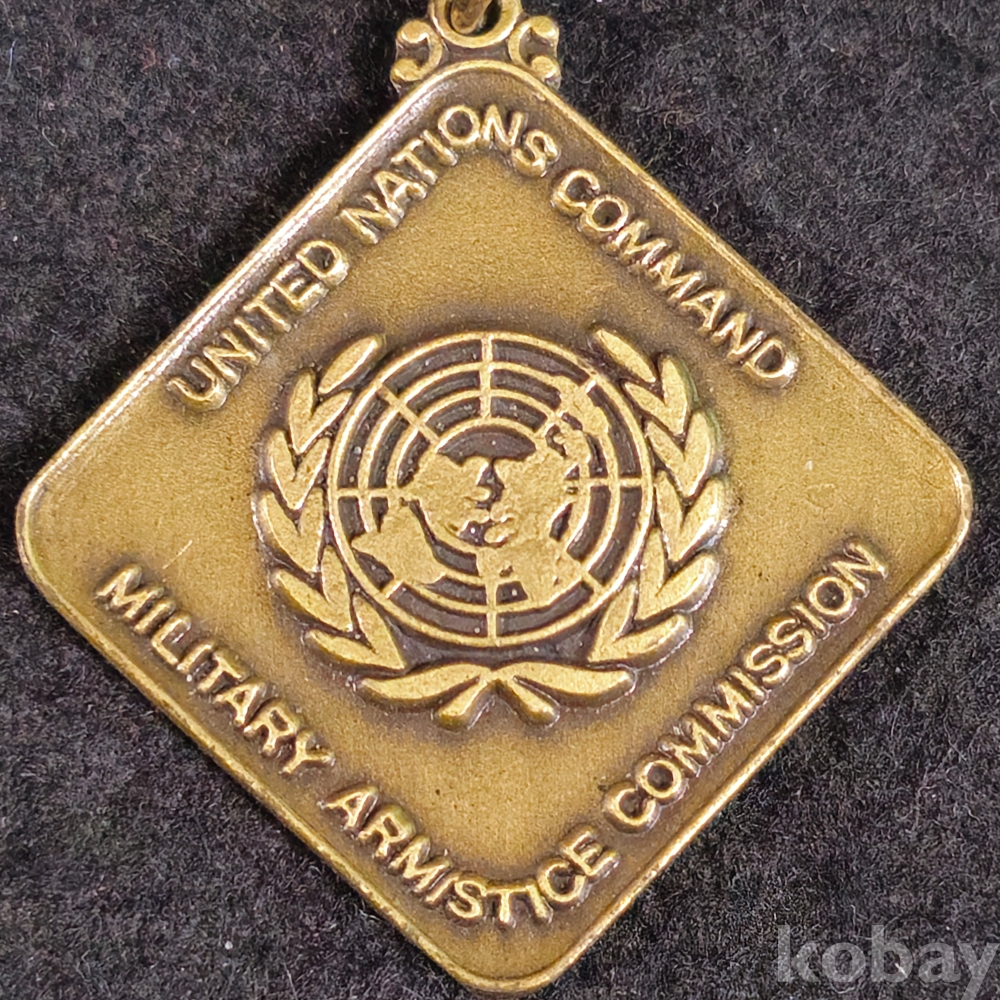 UNITED NATIONS COMMAND
MILITARY ARMISTICE COMMISSION
kobay